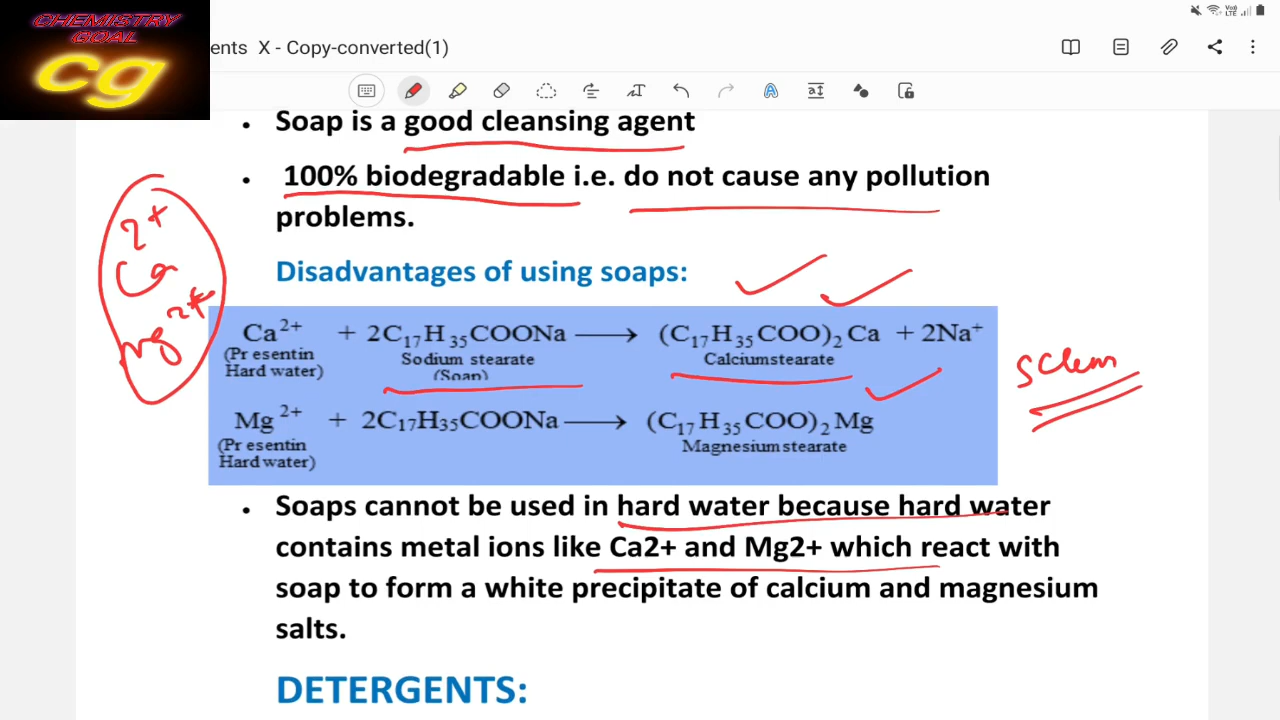 CHEMISTRY
GOAL
cg
ents X - Copy-converted(1)
• Soap is a good cleansing agent
• 100% biodegradable i.e. do not cause any pollution
problems.
Disadvantages of using soaps:
2+
Ca
Mg2+
Ca2+ + 2C17H35COONa ⟶ (C17H35COO)2Ca + 2Na+
(Pr esentin Sodium stearate Calciumstearate
Hard water) (Soap)
Mg2+ + 2C17H35COONa ⟶ (C17H35COO)2Mg
(Pr esentin Magnesium stearate
Hard water)
• Soaps cannot be used in hard water because hard water
contains metal ions like Ca2+ and Mg2+ which react with
soap to form a white precipitate of calcium and magnesium
salts.
DETERGENTS: